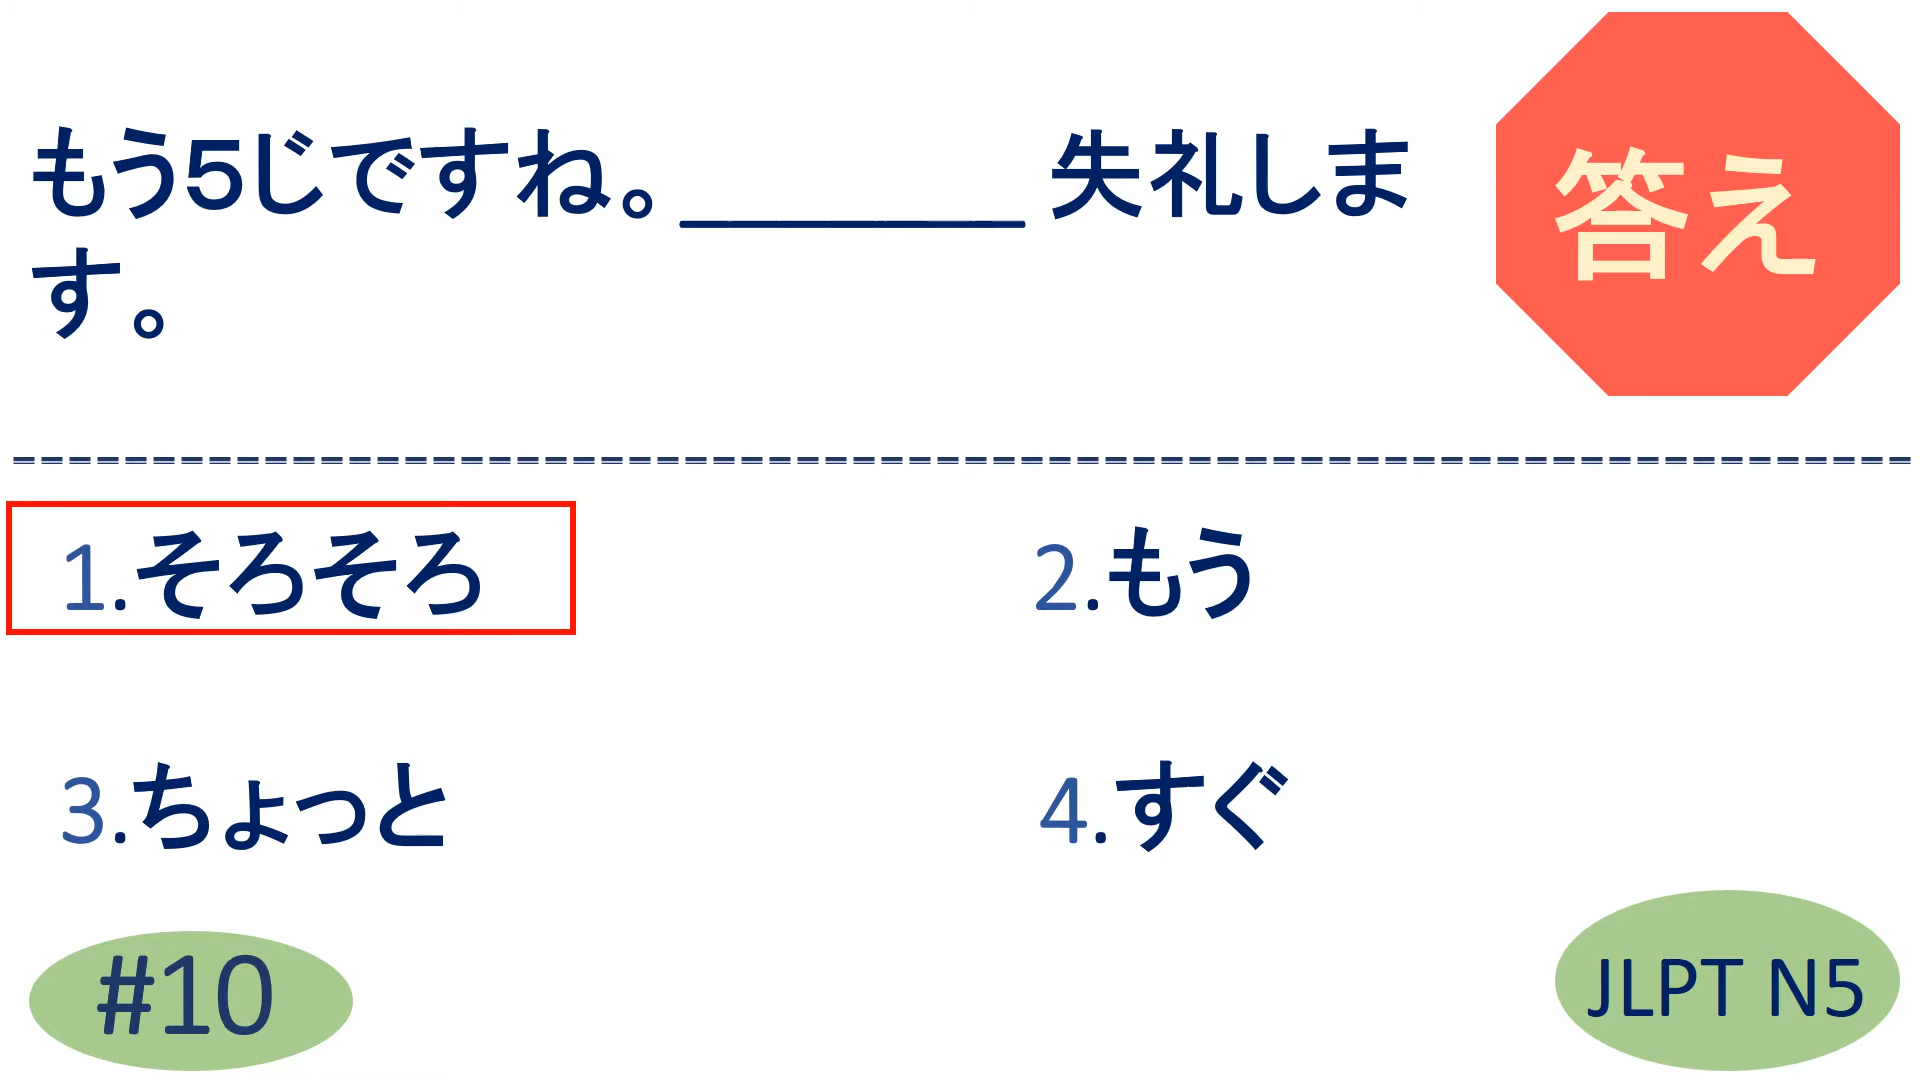 もう5じですね。_______ 失礼しま
す。
答え
1.そろそろ
2.もう
3.ちょっと
4.すぐ
#10
JLPT N5